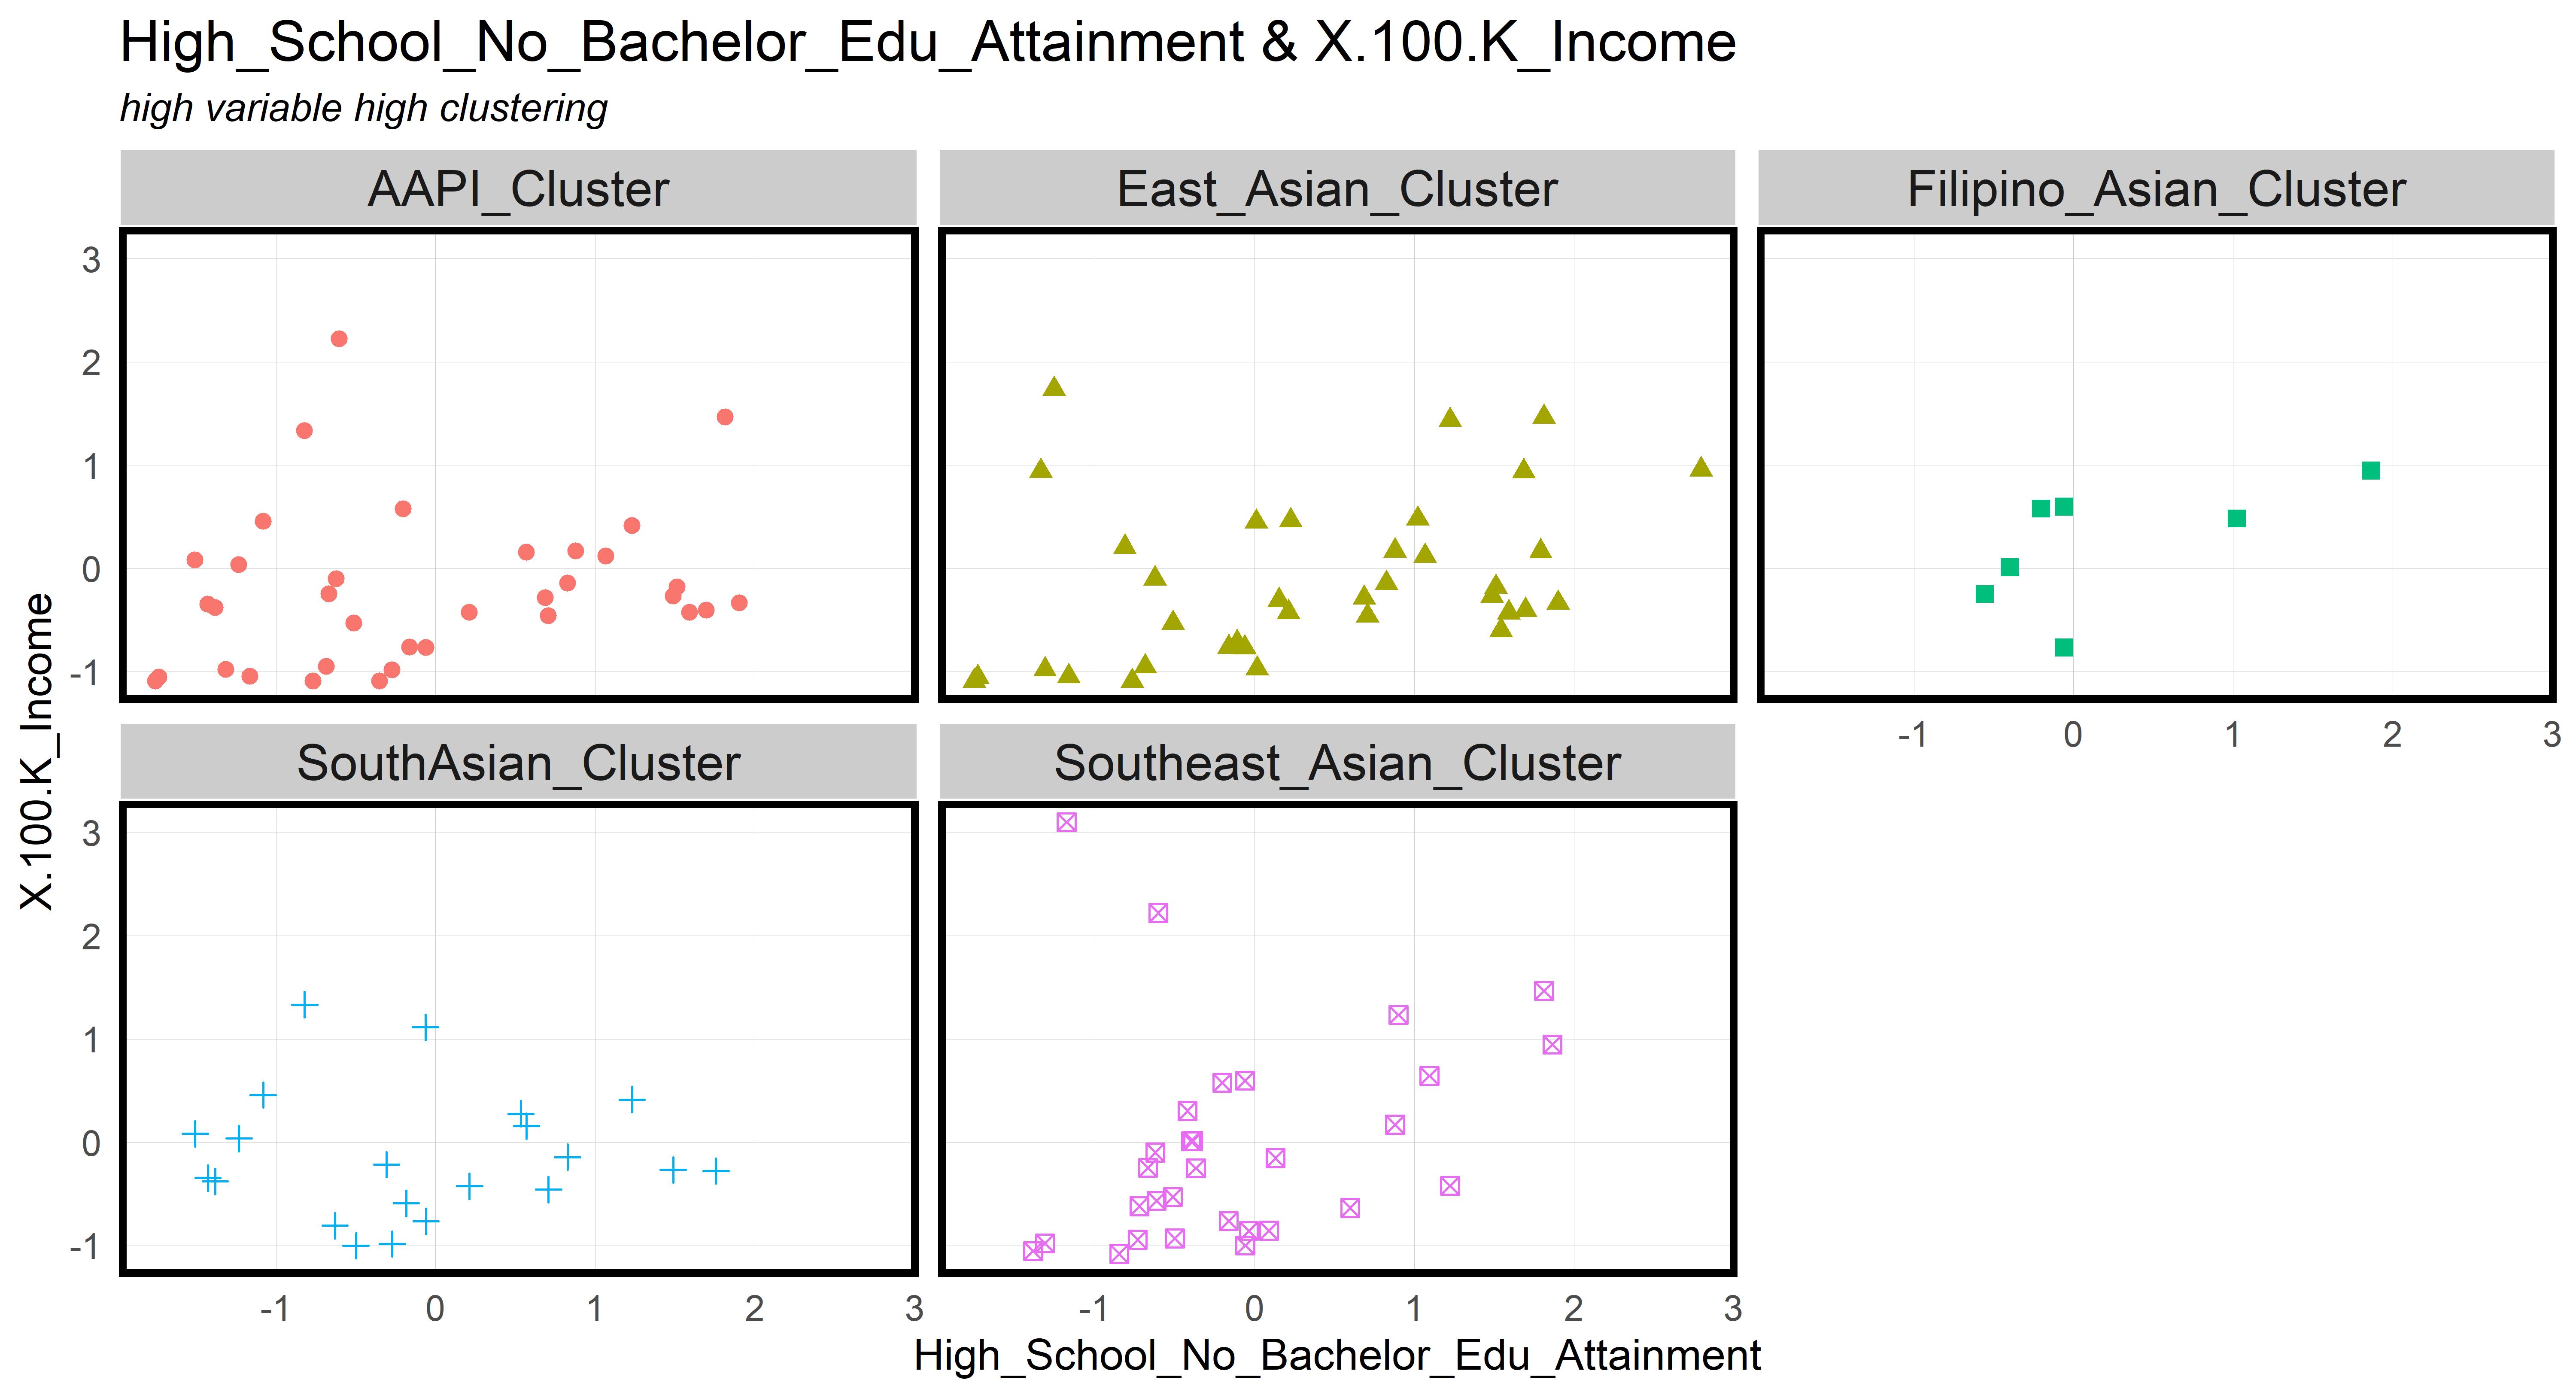 High_School_No_Bachelor_Edu_Attainment & X.100.K_Income
high variable high clustering
AAPI_Cluster
East_Asian_Cluster
Filipino_Asian_Cluster
3
2
1
0
-1
-1 0 1 2 3
SouthAsian_Cluster
Southeast_Asian_Cluster
X.100.K_Income
3
2
1
0
-1
-1 0 1 2 3
-1 0 1 2 3
High_School_No_Bachelor_Edu_Attainment